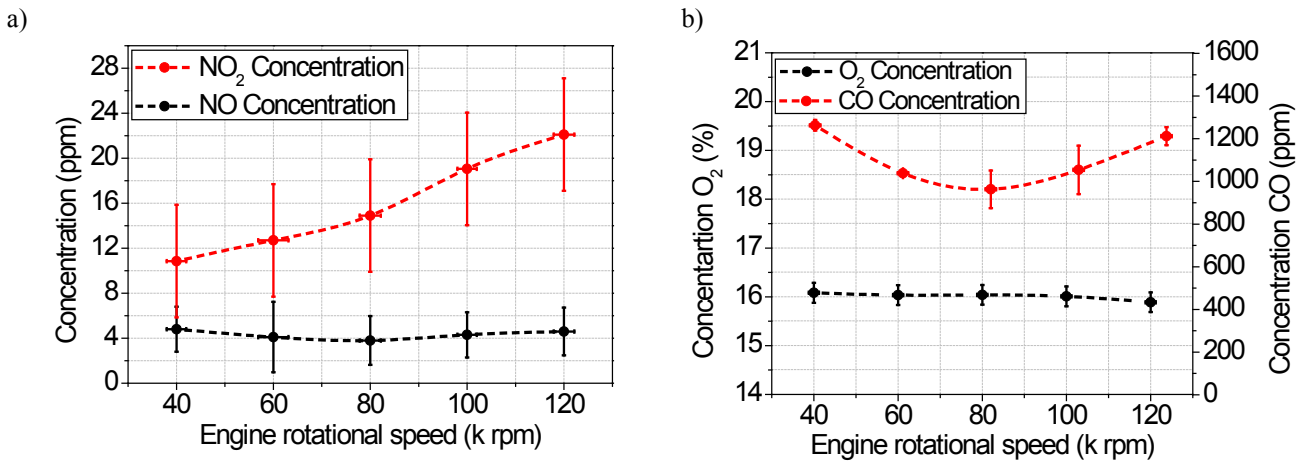 a)
NO₂ Concentration
NO Concentration
28
24
20
16
12
8
4
0
Concentration (ppm)
40 60 80 100 120
Engine rotational speed (k rpm)
b)
O₂ Concentration
CO Concentration
21
20
19
18
17
16
15
14
Concentartion O₂ (%)
1600
1400
1200
1000
800
600
400
200
0
Concentration CO (ppm)
40 60 80 100 120
Engine rotational speed (k rpm)